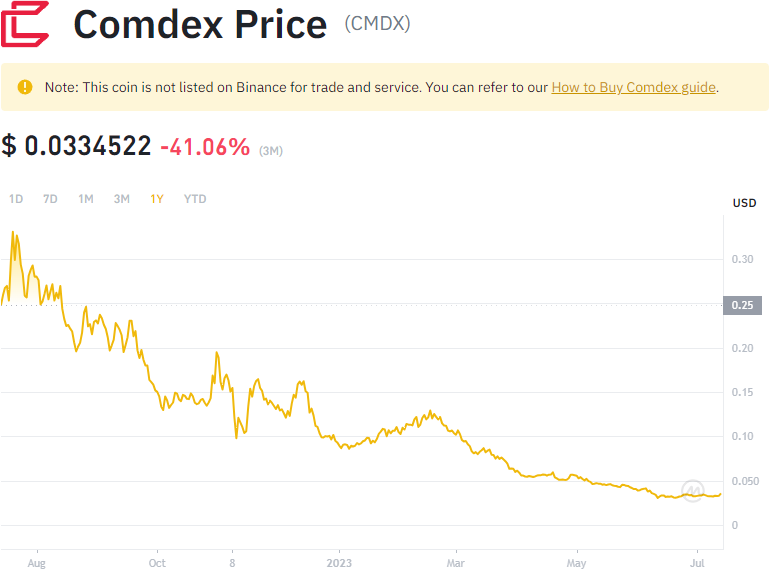 Comdex Price (CMDX)
Note: This coin is not listed on Binance for trade and service. You can refer to our How to Buy Comdex guide.
$ 0.0334522 -41.06% (3M)
1D 7D 1M 3M 1Y YTD
USD
0.30
0.25
0.20
0.15
0.10
0.050
0
Aug Oct 8 2023 Mar May Jul